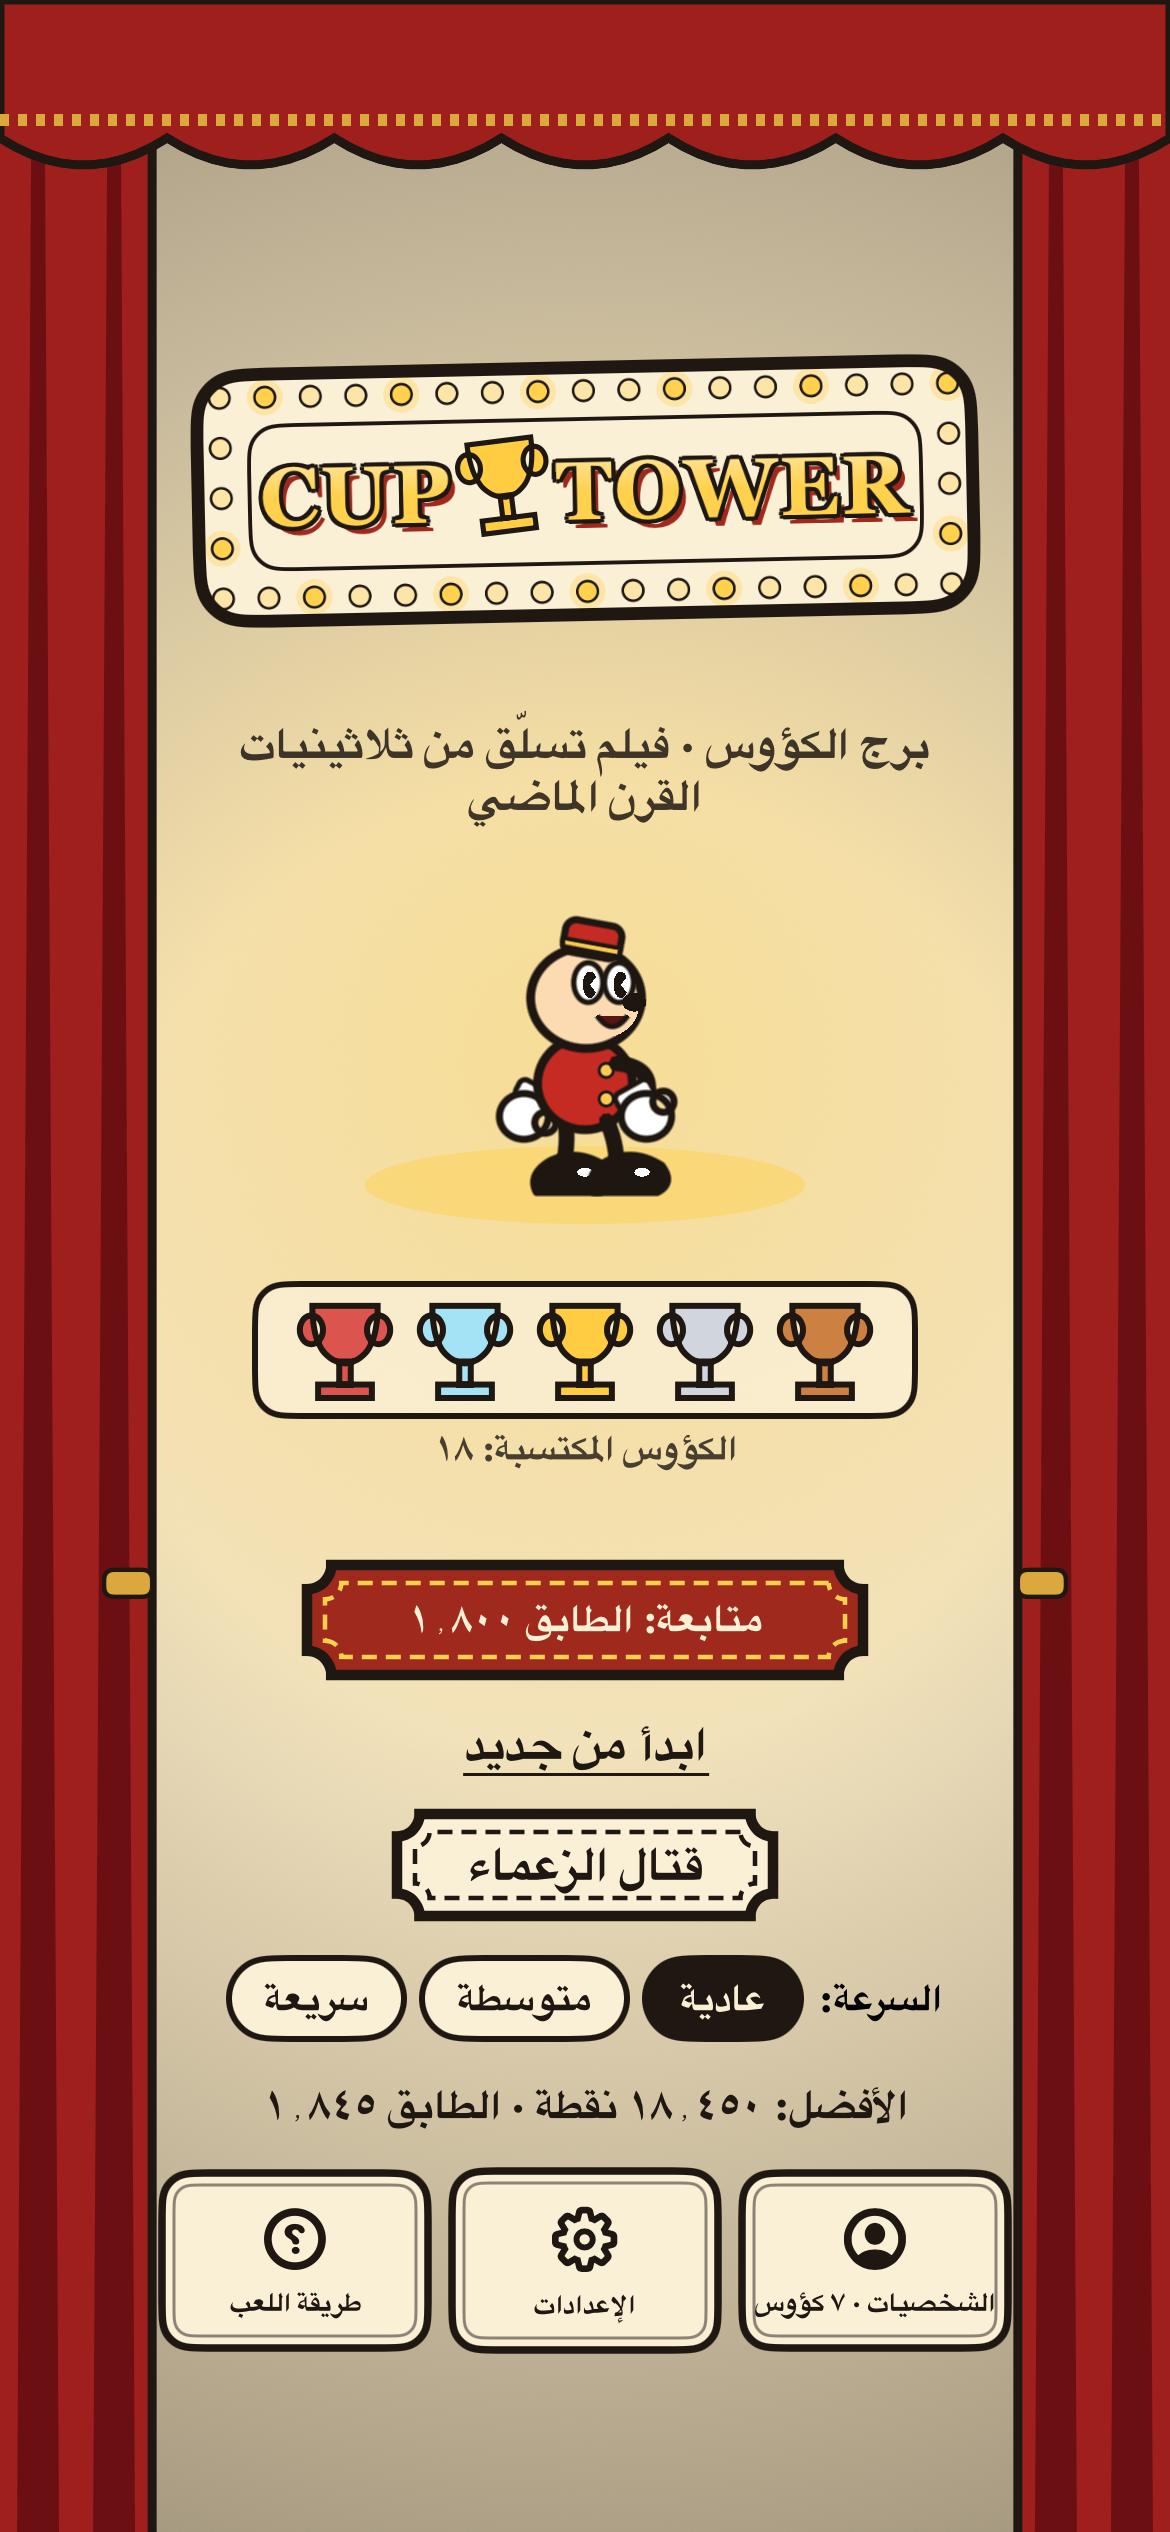 CUP TOWER
برج الكؤوس • فيلم تسلّق من ثلاثينيات
القرن الماضي
الكؤوس المكتسبة: ١٨
متابعة: الطابق ١,٨٠٠
ابدأ من جديد
قتال الزعماء
السرعة: عادية متوسطة سريعة
الأفضل: ١٨,٤٥٠ نقطة • الطابق ١,٨٤٥
الشخصيات • ٧ كؤوس
الإعدادات
؟
طريقة اللعب